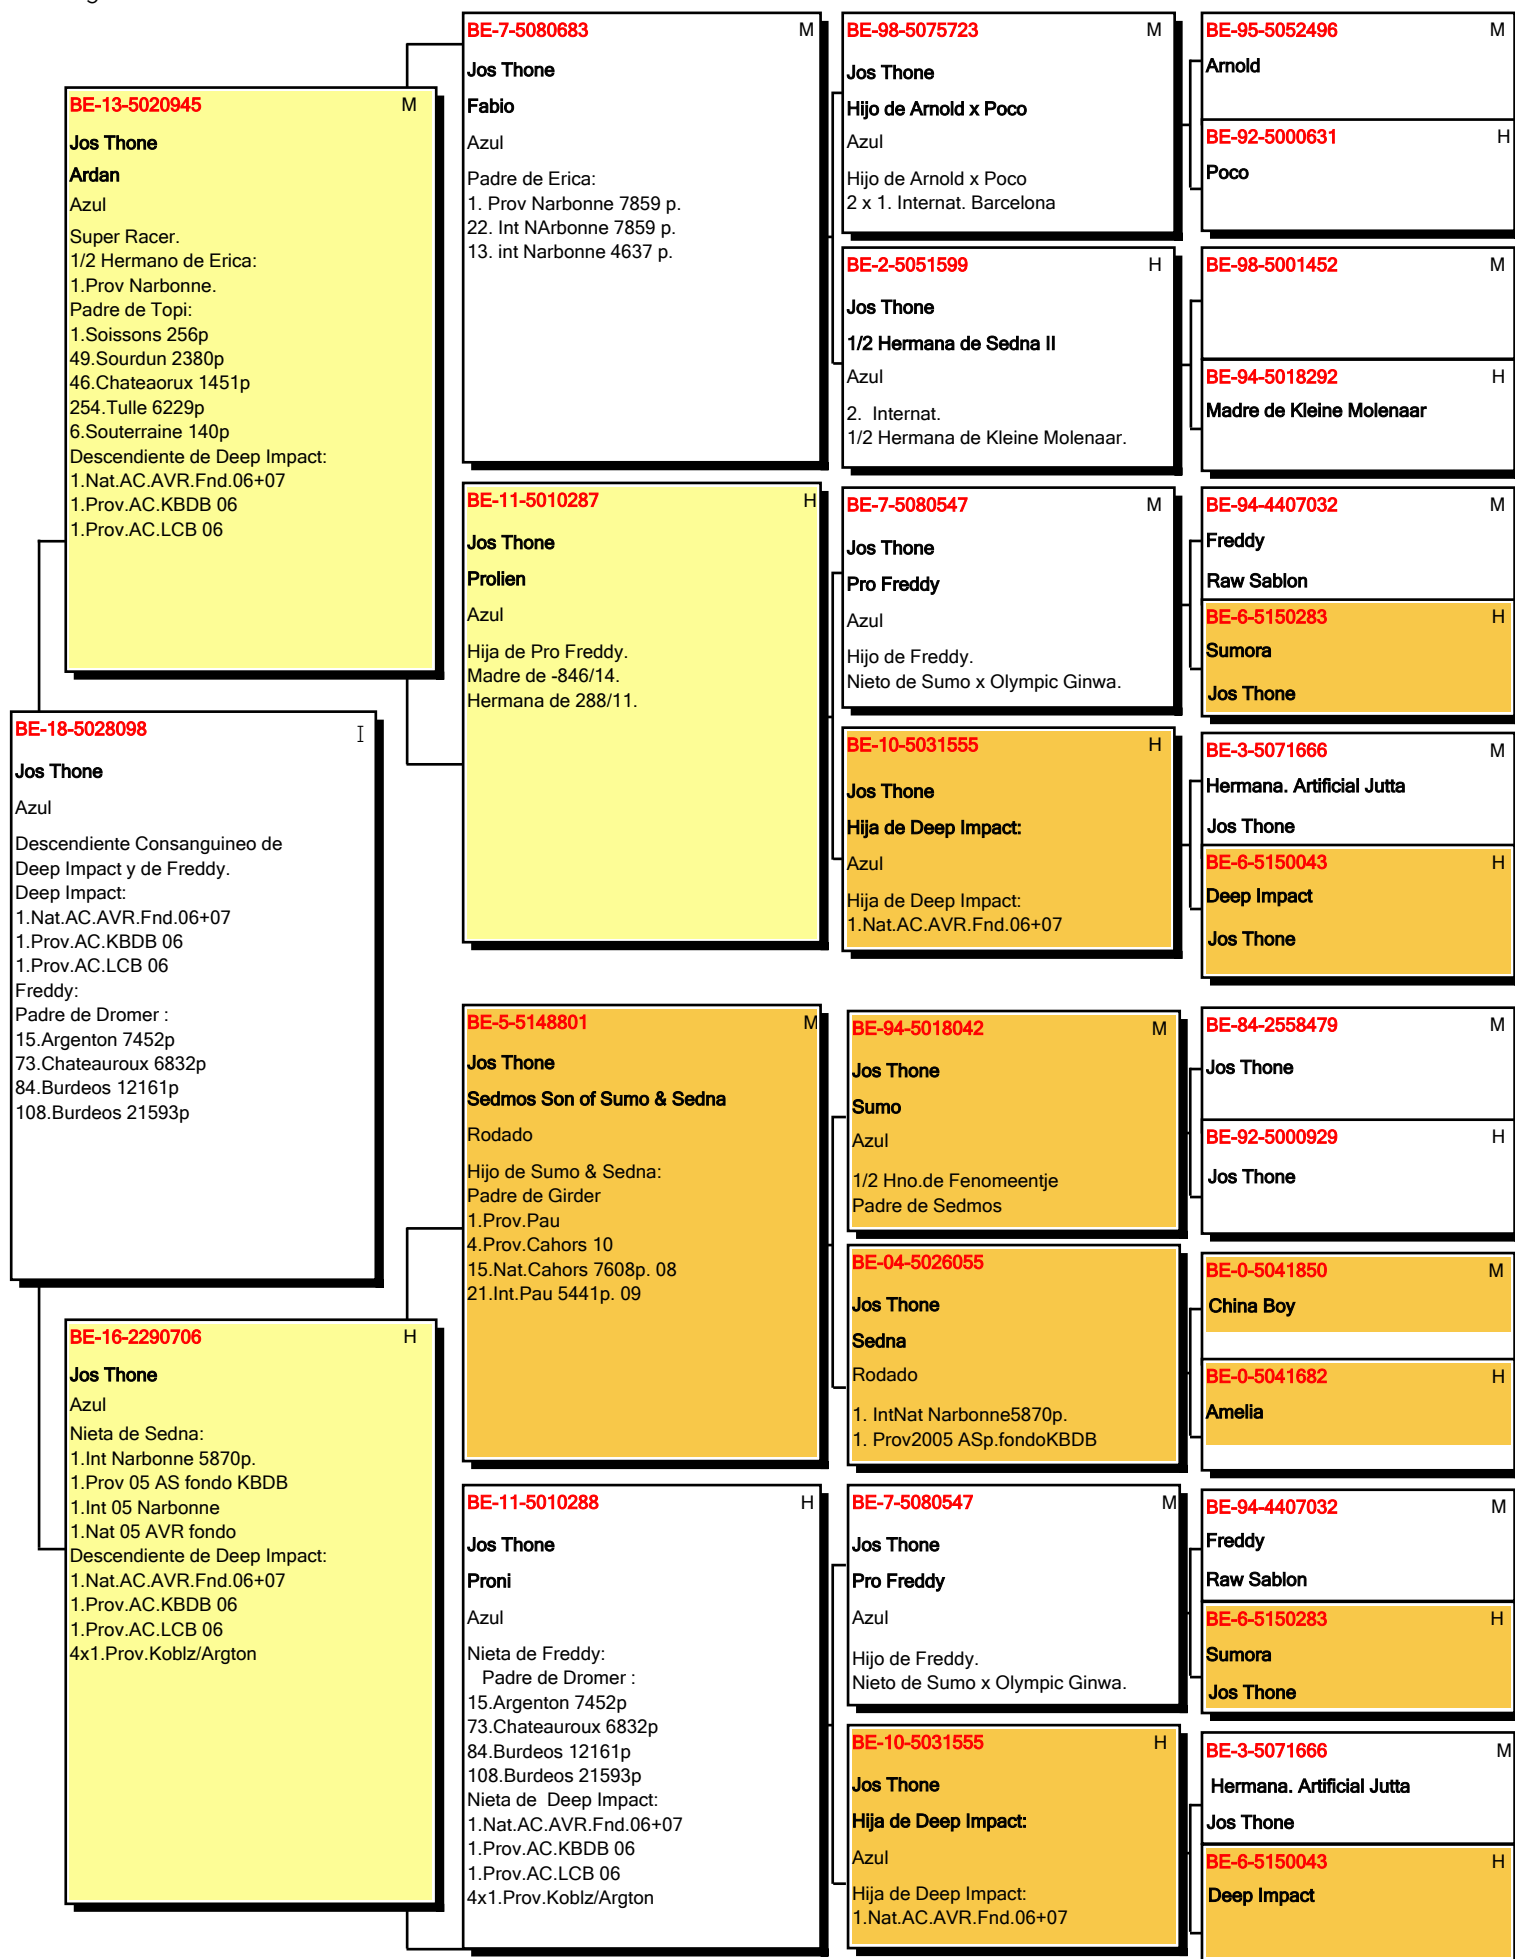 BE-18-5028098
I
Jos Thone
Azul
Descendiente Consanguineo de
Deep Impact y de Freddy.
Deep Impact:
1.Nat.AC.AVR.Fnd.06+07
1.Prov.AC.KBDB 06
1.Prov.AC.LCB 06
Freddy:
Padre de Dromer :
15.Argenton 7452p
73.Chateauroux 6832p
84.Burdeos 12161p
108.Burdeos 21593p
BE-13-5020945 M
Jos Thone
Ardan
Azul
Super Racer.
1/2 Hermano de Erica:
1.Prov Narbonne.
Padre de Topi:
1.Soissons 256p
49.Sourdun 2380p
46.Chateaorux 1451p
254.Tulle 6229p
6.Souterraine 140p
Descendiente de Deep Impact:
1.Nat.AC.AVR.Fnd.06+07
1.Prov.AC.KBDB 06
1.Prov.AC.LCB 06
BE-16-2290706 H
Jos Thone
Azul
Nieta de Sedna:
1.Int Narbonne 5870p.
1.Prov 05 AS fondo KBDB
1.Int 05 Narbonne
1.Nat 05 AVR fondo
Descendiente de Deep Impact:
1.Nat.AC.AVR.Fnd.06+07
1.Prov.AC.KBDB 06
1.Prov.AC.LCB 06
4x1.Prov.Koblz/Argton
BE-7-5080683 M
Jos Thone
Fabio
Azul
Padre de Erica:
1. Prov Narbonne 7859 p.
22. Int NArbonne 7859 p.
13. int Narbonne 4637 p.
BE-11-5010287 H
Jos Thone
Prolien
Azul
Hija de Pro Freddy.
Madre de -846/14.
Hermana de 288/11.
BE-5-5148801 M
Jos Thone
Sedmos Son of Sumo & Sedna
Rodado
Hijo de Sumo & Sedna:
Padre de Girder
1.Prov.Pau
4.Prov.Cahors 10
15.Nat.Cahors 7608p. 08
21.Int.Pau 5441p. 09
BE-11-5010288 H
Jos Thone
Proni
Azul
Nieta de Freddy:
Padre de Dromer :
15.Argenton 7452p
73.Chateauroux 6832p
84.Burdeos 12161p
108.Burdeos 21593p
Nieta de  Deep Impact:
1.Nat.AC.AVR.Fnd.06+07
1.Prov.AC.KBDB 06
1.Prov.AC.LCB 06
4x1.Prov.Koblz/Argton
BE-98-5075723 M
Jos Thone
Hijo de Arnold x Poco
Azul
Hijo de Arnold x Poco
2 x 1. Internat. Barcelona
BE-2-5051599 H
Jos Thone
1/2 Hermana de Sedna II
Azul
2.  Internat.
1/2 Hermana de Kleine Molenaar.
BE-7-5080547 M
Jos Thone
Pro Freddy
Azul
Hijo de Freddy.
Nieto de Sumo x Olympic Ginwa.
BE-10-5031555 H
Jos Thone
Hija de Deep Impact:
Azul
Hija de Deep Impact:
1.Nat.AC.AVR.Fnd.06+07
BE-94-5018042 M
Jos Thone
Sumo
Azul
1/2 Hno.de Fenomeentje
Padre de Sedmos
BE-04-5026055
Jos Thone
Sedna
Rodado
1. IntNat Narbonne5870p.
1. Prov2005 ASp.fondoKBDB
BE-7-5080547 M
Jos Thone
Pro Freddy
Azul
Hijo de Freddy.
Nieto de Sumo x Olympic Ginwa.
BE-10-5031555 H
Jos Thone
Hija de Deep Impact:
Azul
Hija de Deep Impact:
1.Nat.AC.AVR.Fnd.06+07
BE-95-5052496 M
Arnold
BE-92-5000631 H
Poco
BE-98-5001452 M
BE-94-5018292 H
Madre de Kleine Molenaar
BE-94-4407032 M
Freddy
Raw Sablon
BE-6-5150283 H
Sumora
Jos Thone
BE-3-5071666 M
Hermana. Artificial Jutta
Jos Thone
BE-6-5150043 H
Deep Impact
Jos Thone
BE-84-2558479 M
Jos Thone
BE-92-5000929 H
Jos Thone
BE-0-5041850 M
China Boy
BE-0-5041682 H
Amelia
BE-94-4407032 M
Freddy
Raw Sablon
BE-6-5150283 H
Sumora
Jos Thone
BE-3-5071666 M
Hermana. Artificial Jutta
Jos Thone
BE-6-5150043 H
Deep Impact